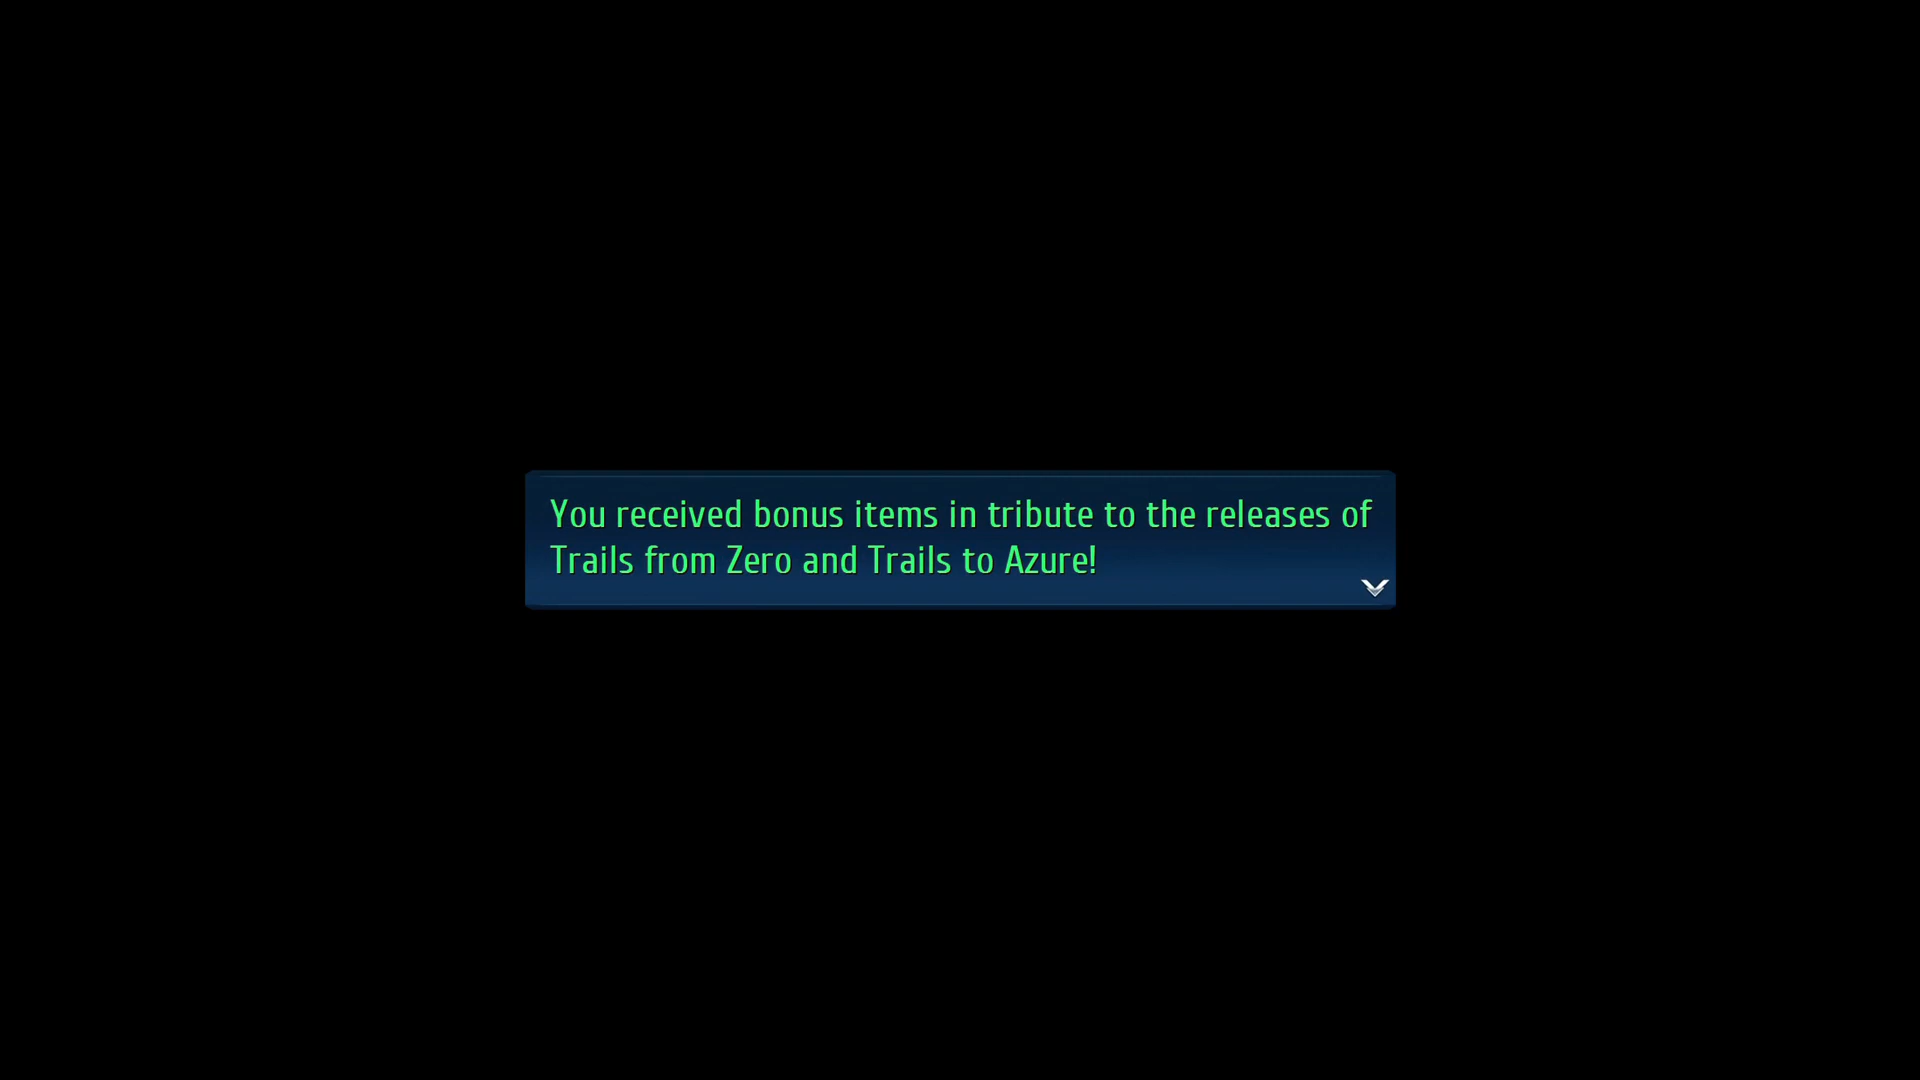 You received bonus items in tribute to the releases of
Trails from Zero and Trails to Azure!